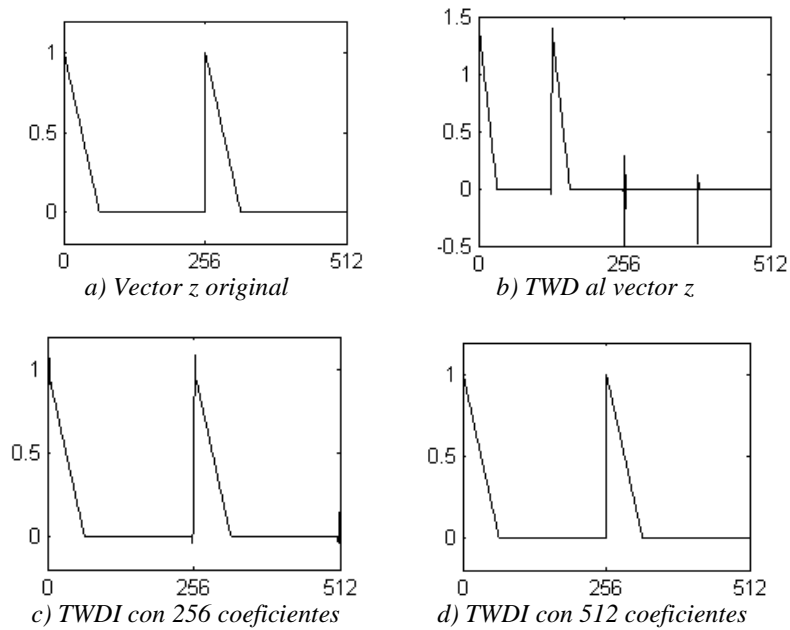 1
0.5
0
0 256 512
a) Vector z original
1.5
1
0.5
0
-0.5
0 256 512
b) TWD al vector z
1
0.5
0
0 256 512
c) TWDI con 256 coeficientes
1
0.5
0
0 256 512
d) TWDI con 512 coeficientes